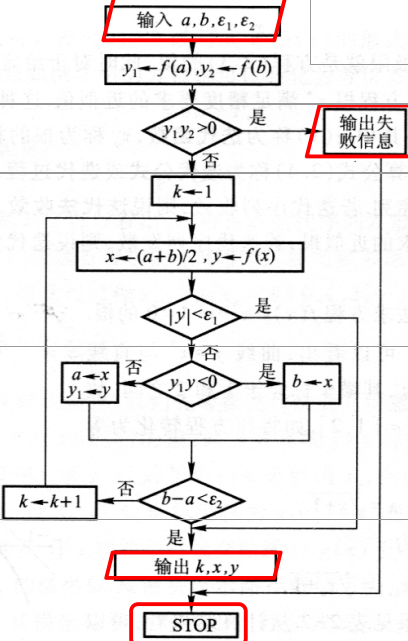 输入 a,b,ε₁,ε₂
y₁←f(a),y₂←f(b)
y₁y₂>0
是
输出失
败信息
否
k←1
x←(a+b)/2 , y←f(x)
|y|<ε₁
是
否
a←x
y₁←y
否
y₁y<0
是
b←x
k←k+1
否
b−a<ε₂
是
输出 k,x,y
STOP